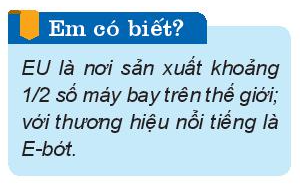 Em có biết?
EU là nơi sản xuất khoảng
1/2 số máy bay trên thế giới;
với thương hiệu nổi tiếng là
E-bớt.